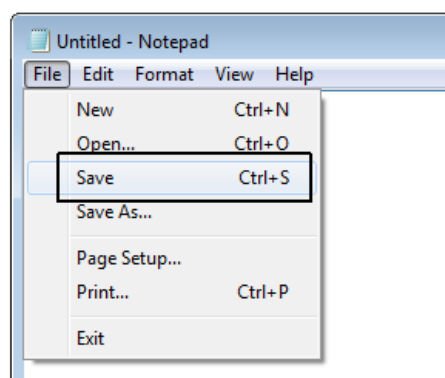 Untitled - Notepad
File Edit Format View Help
New Ctrl+N
Open... Ctrl+O
Save Ctrl+S
Save As...
Page Setup...
Print... Ctrl+P
Exit